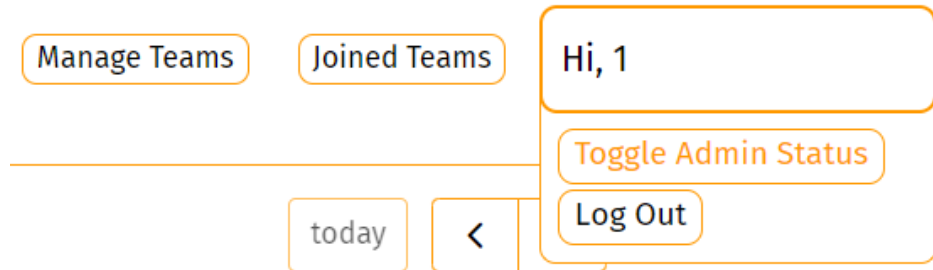 Manage Teams
Joined Teams
Hi, 1
Toggle Admin Status
Log Out
today
<